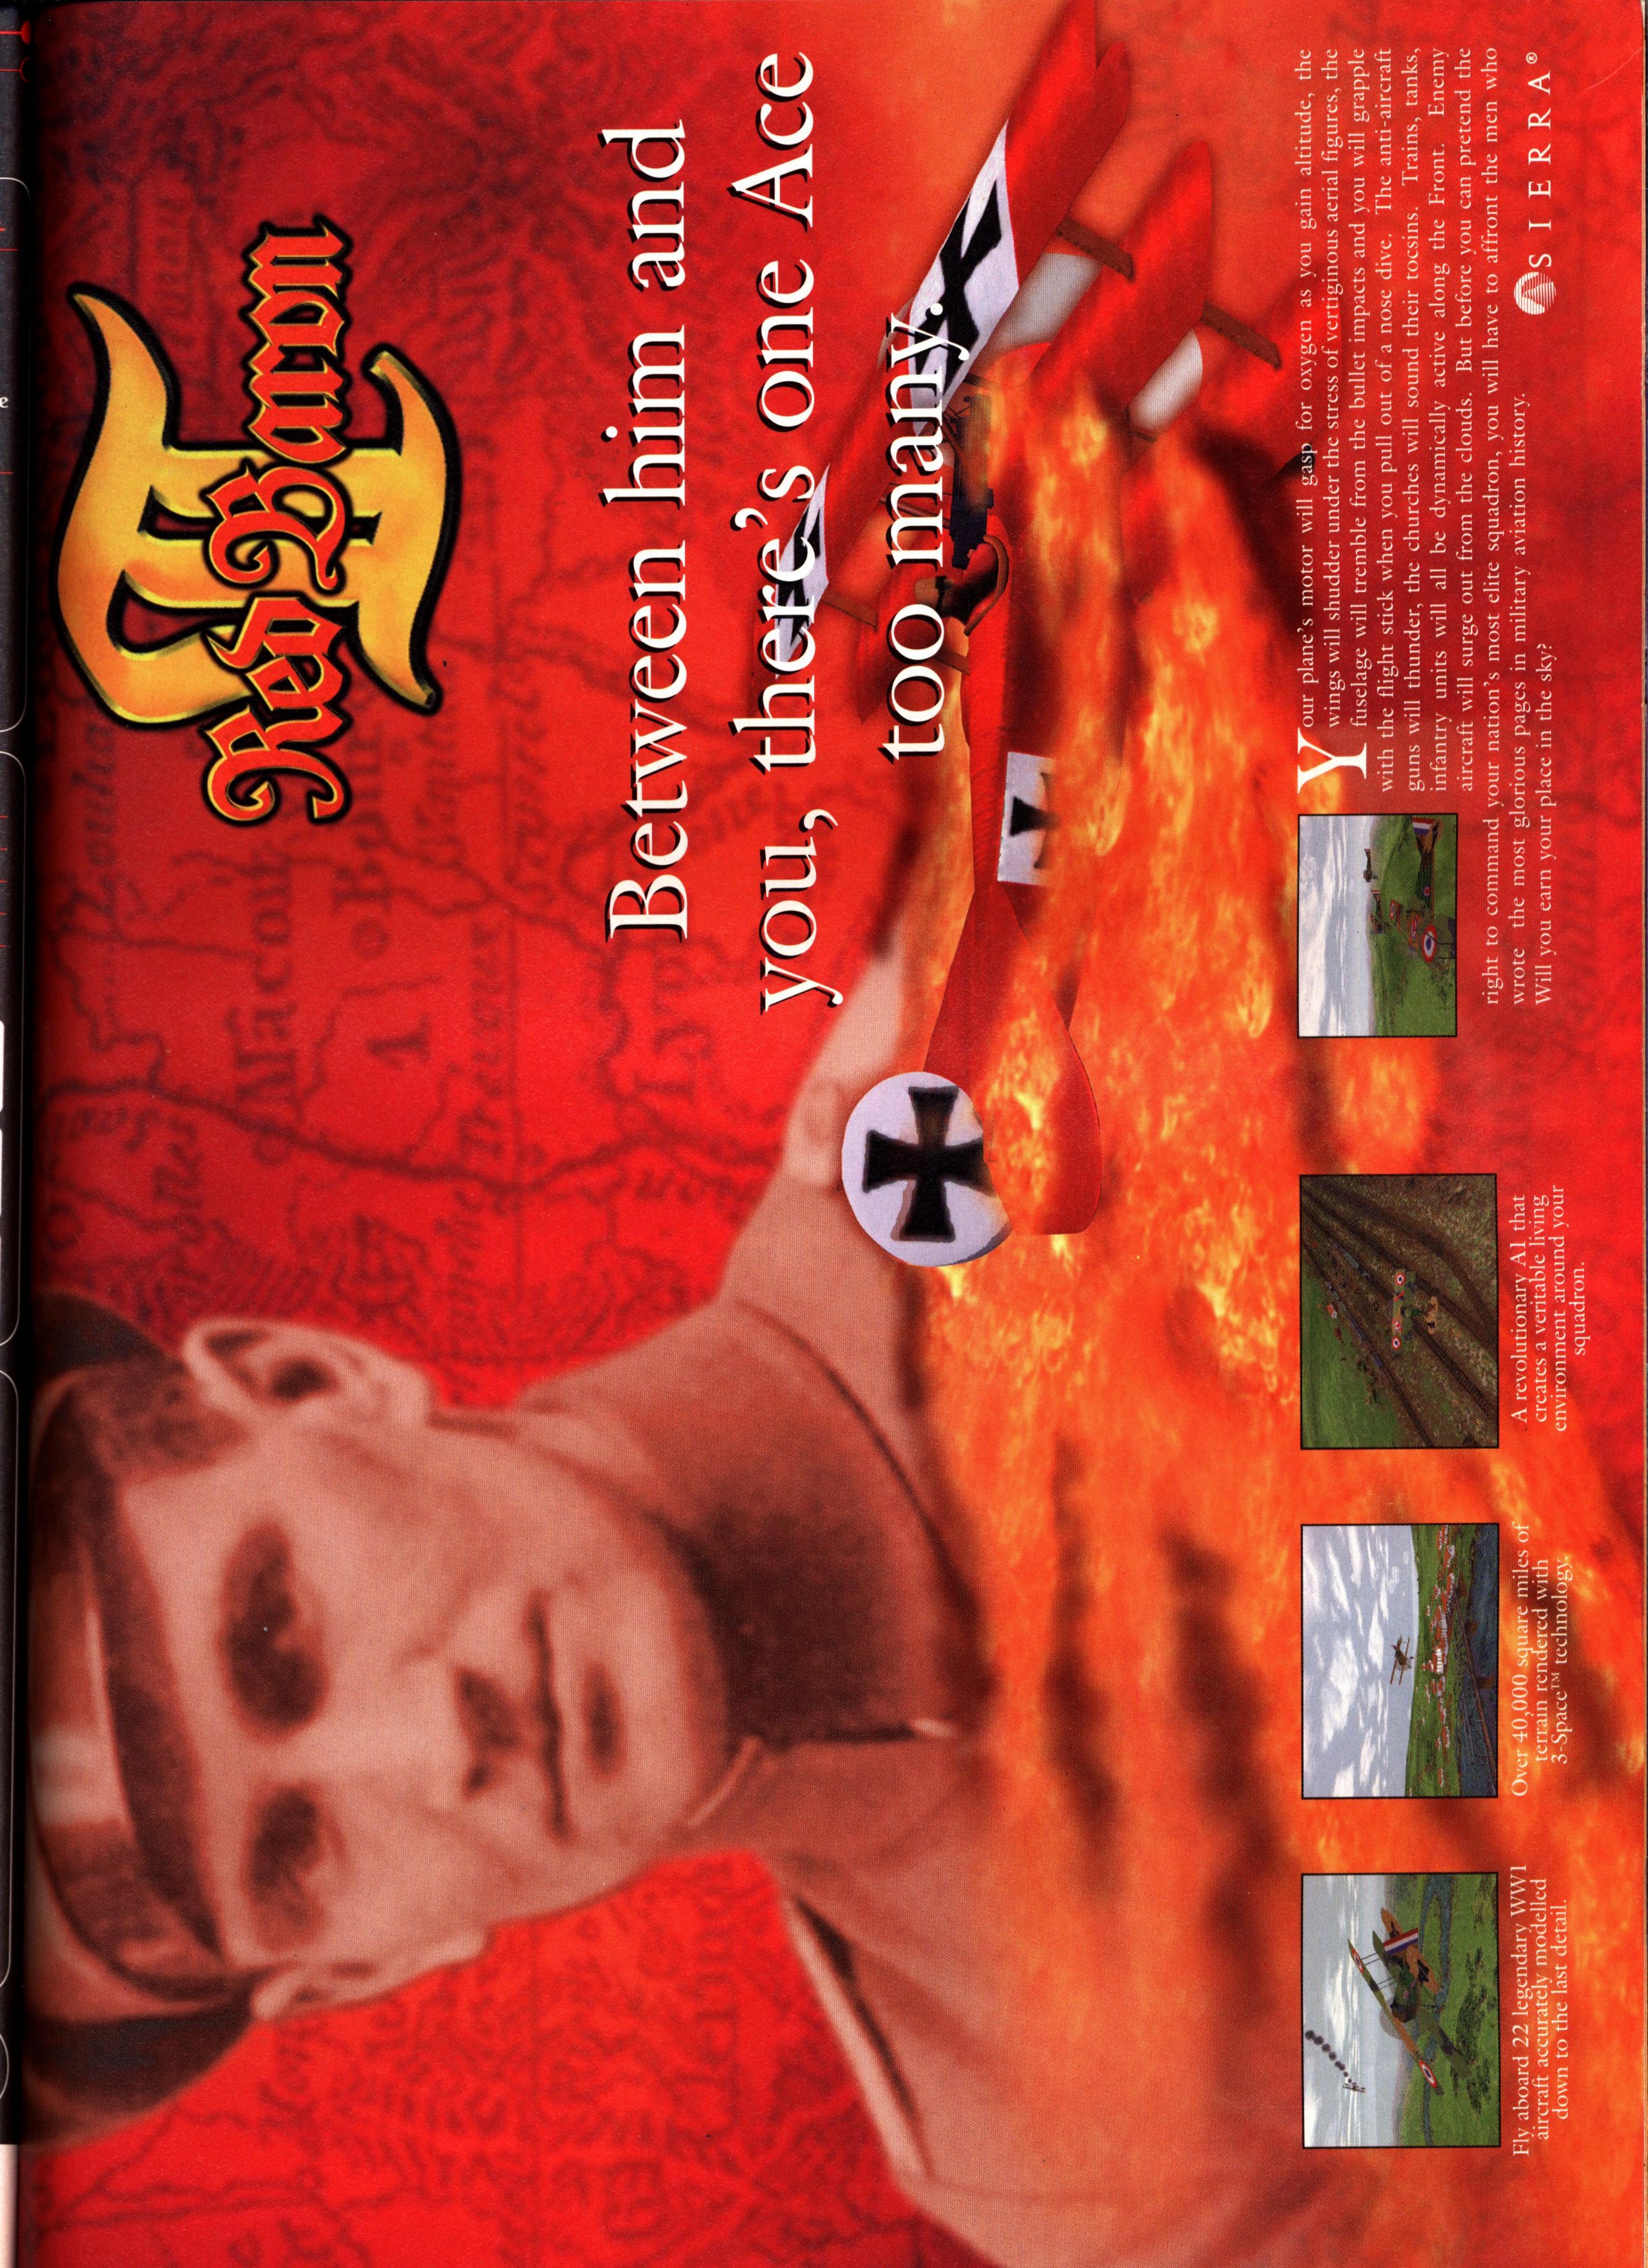 Red Baron
II
Between him and
you, there's one Ace
too many.
Your plane's motor will gasp for oxygen as you gain altitude, the
wings will shudder under the stress of vertiginous aerial figures, the
fuselage will tremble from the bullet impacts and you will grapple
with the flight stick when you pull out of a nose dive. The anti-aircraft
guns will thunder, the churches will sound their tocsins. Trains, tanks,
infantry units will all be dynamically active along the Front. Enemy
aircraft will surge out from the clouds. But before you can pretend the
right to command your nation's most elite squadron, you will have to affront the men who
wrote the most glorious pages in military aviation history.
Will you earn your place in the sky?
SIERRA®
Fly aboard 22 legendary WW1
aircraft accurately modelled
down to the last detail.
Over 40,000 square miles of
terrain rendered with
3-Space™ technology.
A revolutionary A1 that
creates a veritable living
environment around your
squadron.